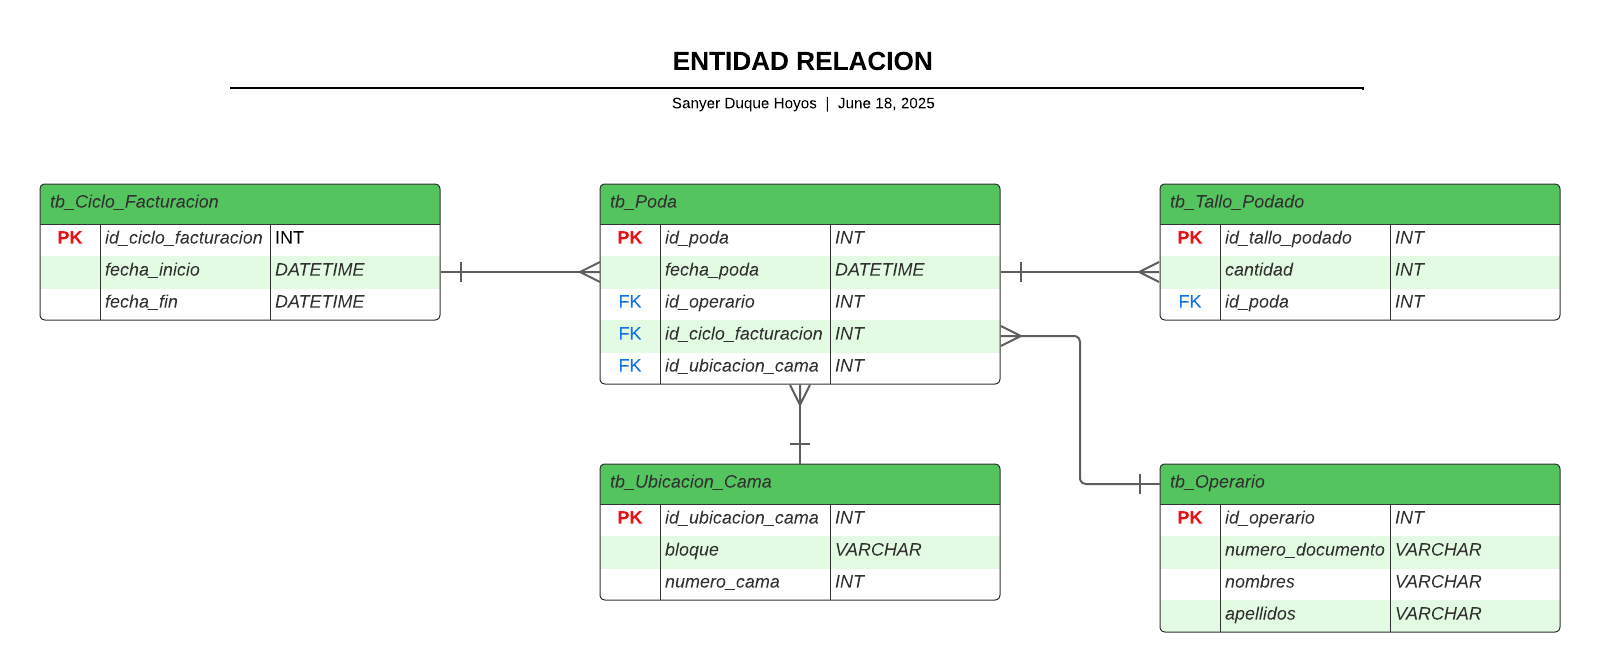 ENTIDAD RELACION
Sanyer Duque Hoyos | June 18, 2025
tb_Ciclo_Facturacion
PK id_ciclo_facturacion INT
fecha_inicio DATETIME
fecha_fin DATETIME
tb_Poda
PK id_poda INT
fecha_poda DATETIME
FK id_operario INT
FK id_ciclo_facturacion INT
FK id_ubicacion_cama INT
tb_Tallo_Podado
PK id_tallo_podado INT
cantidad INT
FK id_poda INT
tb_Ubicacion_Cama
PK id_ubicacion_cama INT
bloque VARCHAR
numero_cama INT
tb_Operario
PK id_operario INT
numero_documento VARCHAR
nombres VARCHAR
apellidos VARCHAR